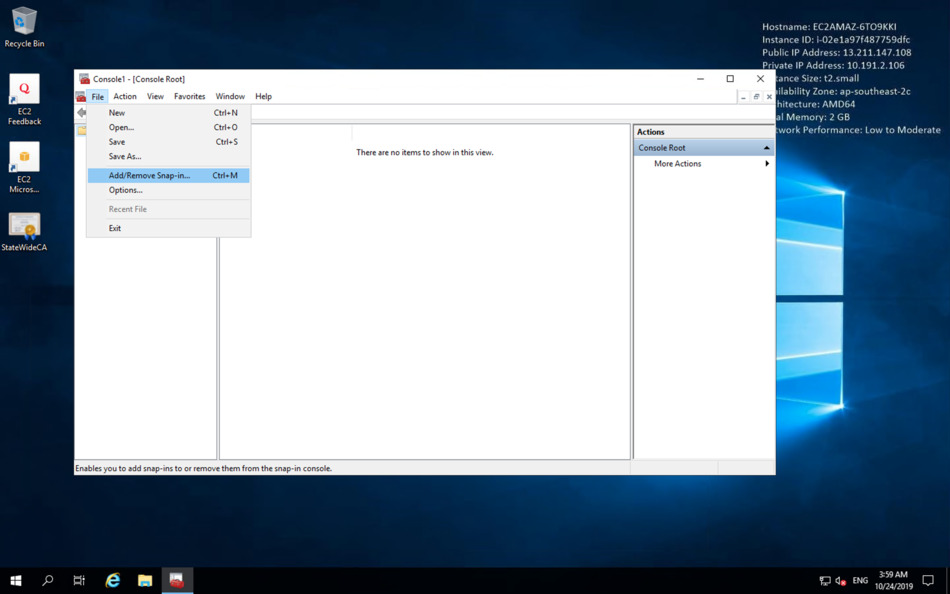 Recycle Bin
EC2
Feedback
EC2
Micros...
StateWideCA
Hostname: EC2AMAZ-6TO9KKI
Instance ID: i-02e1a97f487759dfc
Public IP Address: 13.211.147.108
Private IP Address: 10.191.2.106
tance Size: t2.small
ailability Zone: ap-southeast-2c
chitecture: AMD64
al Memory: 2 GB
twork Performance: Low to Moderate
Console1 - [Console Root]
File Action View Favorites Window Help
New Ctrl+N
Open... Ctrl+O
Save Ctrl+S
Save As...
Add/Remove Snap-in... Ctrl+M
Options...
Recent File
Exit
There are no items to show in this view.
Actions
Console Root
More Actions
Enables you to add snap-ins to or remove them from the snap-in console.
ENG
3:59 AM
10/24/2019